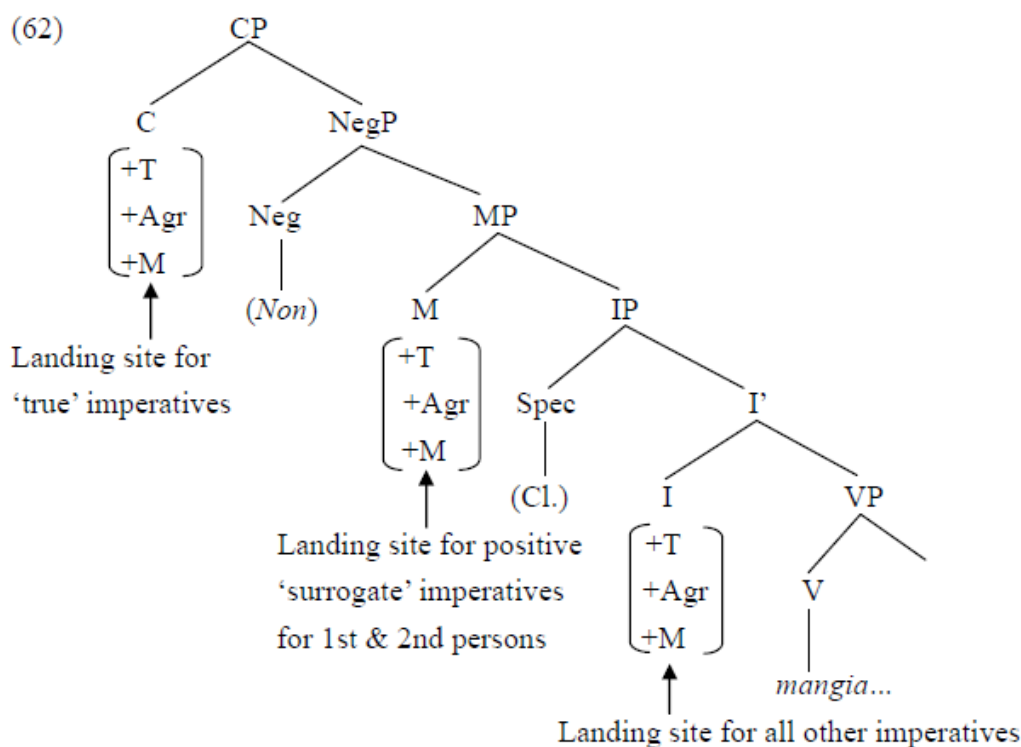 (62) CP
C NegP
+T
+Agr
+M
Neg MP
(Non)
M IP
Landing site for
‘true’ imperatives
+T
+Agr
+M
Spec I’
(Cl.)
I VP
Landing site for positive
‘surrogate’ imperatives
for 1st & 2nd persons
+T
+Agr
+M
V
mangia...
Landing site for all other imperatives